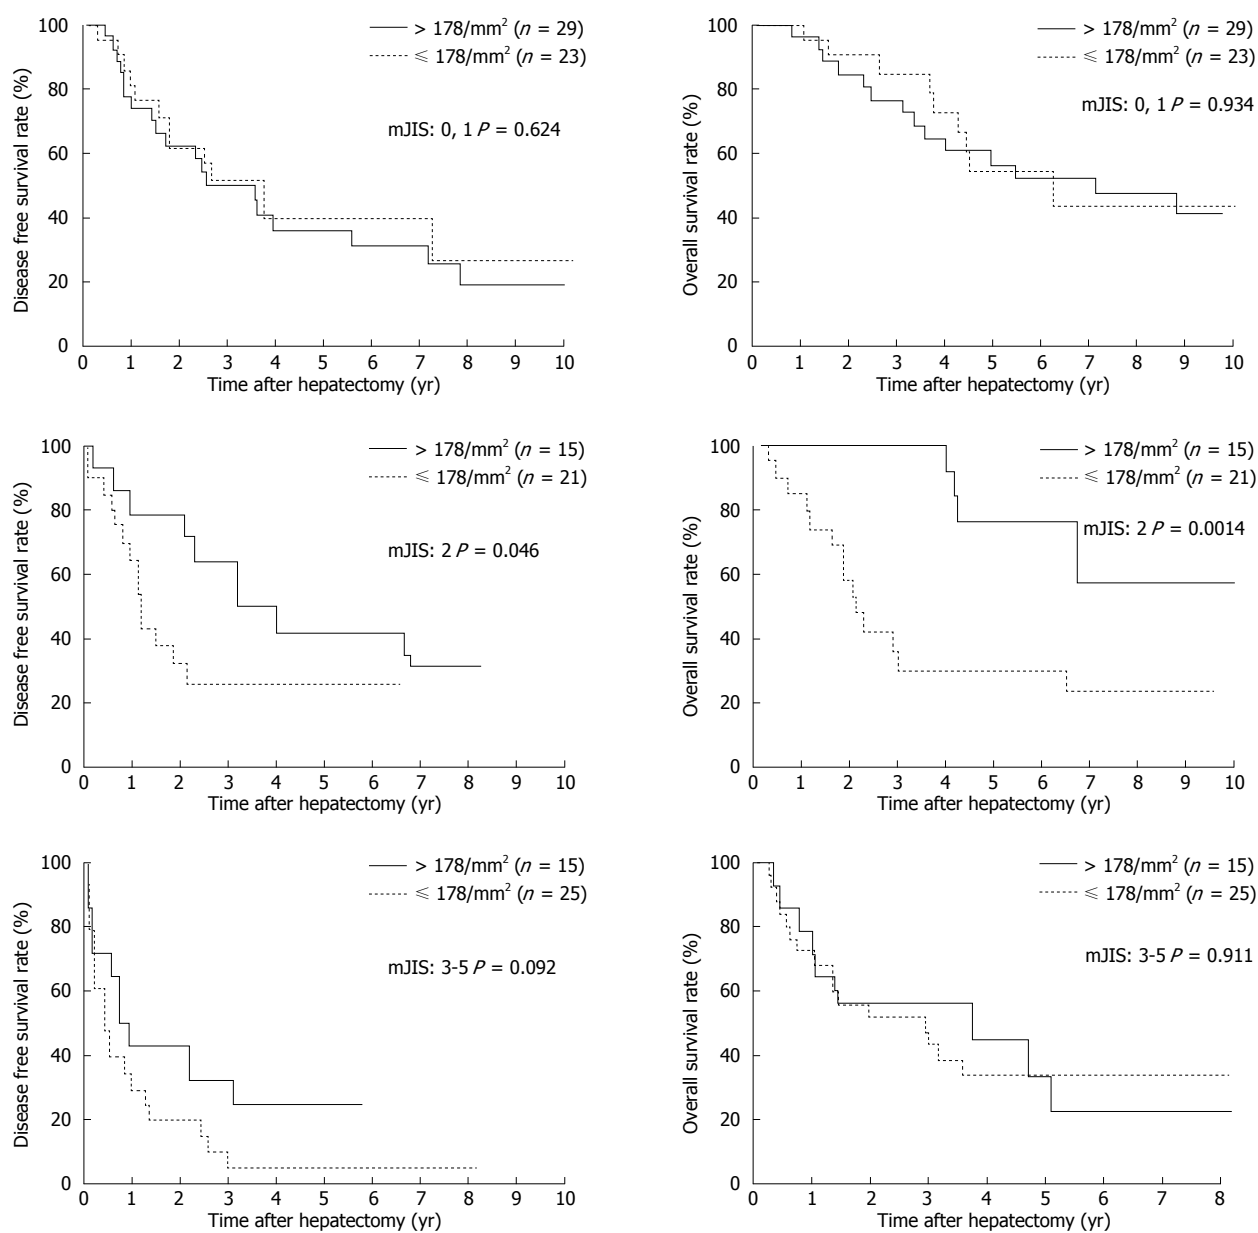 Disease free survival rate (%)
100
80
60
40
20
0
> 178/mm² (n = 29)
≤ 178/mm² (n = 23)
mJIS: 0, 1 P = 0.624
0 1 2 3 4 5 6 7 8 9 10
Time after hepatectomy (yr)
Overall survival rate (%)
100
80
60
40
20
0
> 178/mm² (n = 29)
≤ 178/mm² (n = 23)
mJIS: 0, 1 P = 0.934
0 1 2 3 4 5 6 7 8 9 10
Time after hepatectomy (yr)
Disease free survival rate (%)
100
80
60
40
20
0
> 178/mm² (n = 15)
≤ 178/mm² (n = 21)
mJIS: 2 P = 0.046
0 1 2 3 4 5 6 7 8 9 10
Time after hepatectomy (yr)
Overall survival rate (%)
100
80
60
40
20
0
> 178/mm² (n = 15)
≤ 178/mm² (n = 21)
mJIS: 2 P = 0.0014
0 1 2 3 4 5 6 7 8 9 10
Time after hepatectomy (yr)
Disease free survival rate (%)
100
80
60
40
20
0
> 178/mm² (n = 15)
≤ 178/mm² (n = 25)
mJIS: 3-5 P = 0.092
0 1 2 3 4 5 6 7 8 9 10
Time after hepatectomy (yr)
Overall survival rate (%)
100
80
60
40
20
0
> 178/mm² (n = 15)
≤ 178/mm² (n = 25)
mJIS: 3-5 P = 0.911
0 1 2 3 4 5 6 7 8
Time after hepatectomy (yr)